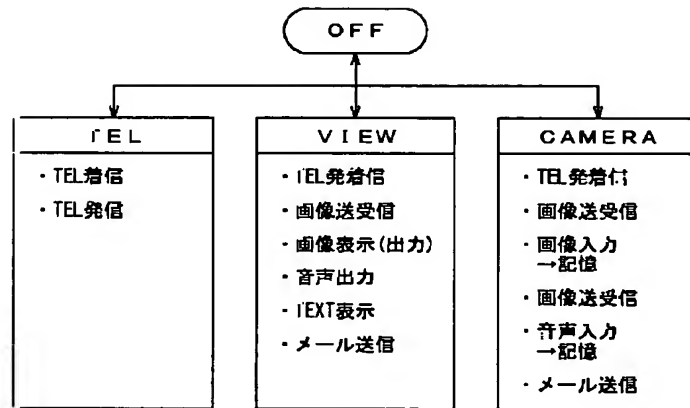 OFF
TEL
・TEL着信
・TEL発信
VIEW
・TEL発着信
・画像送受信
・画像表示(出力)
・音声出力
・TEXT表示
・メール送信
CAMERA
・TEL発着信
・画像送受信
・画像入力
→記憶
・画像送受信
・音声入力
→記憶
・メール送信